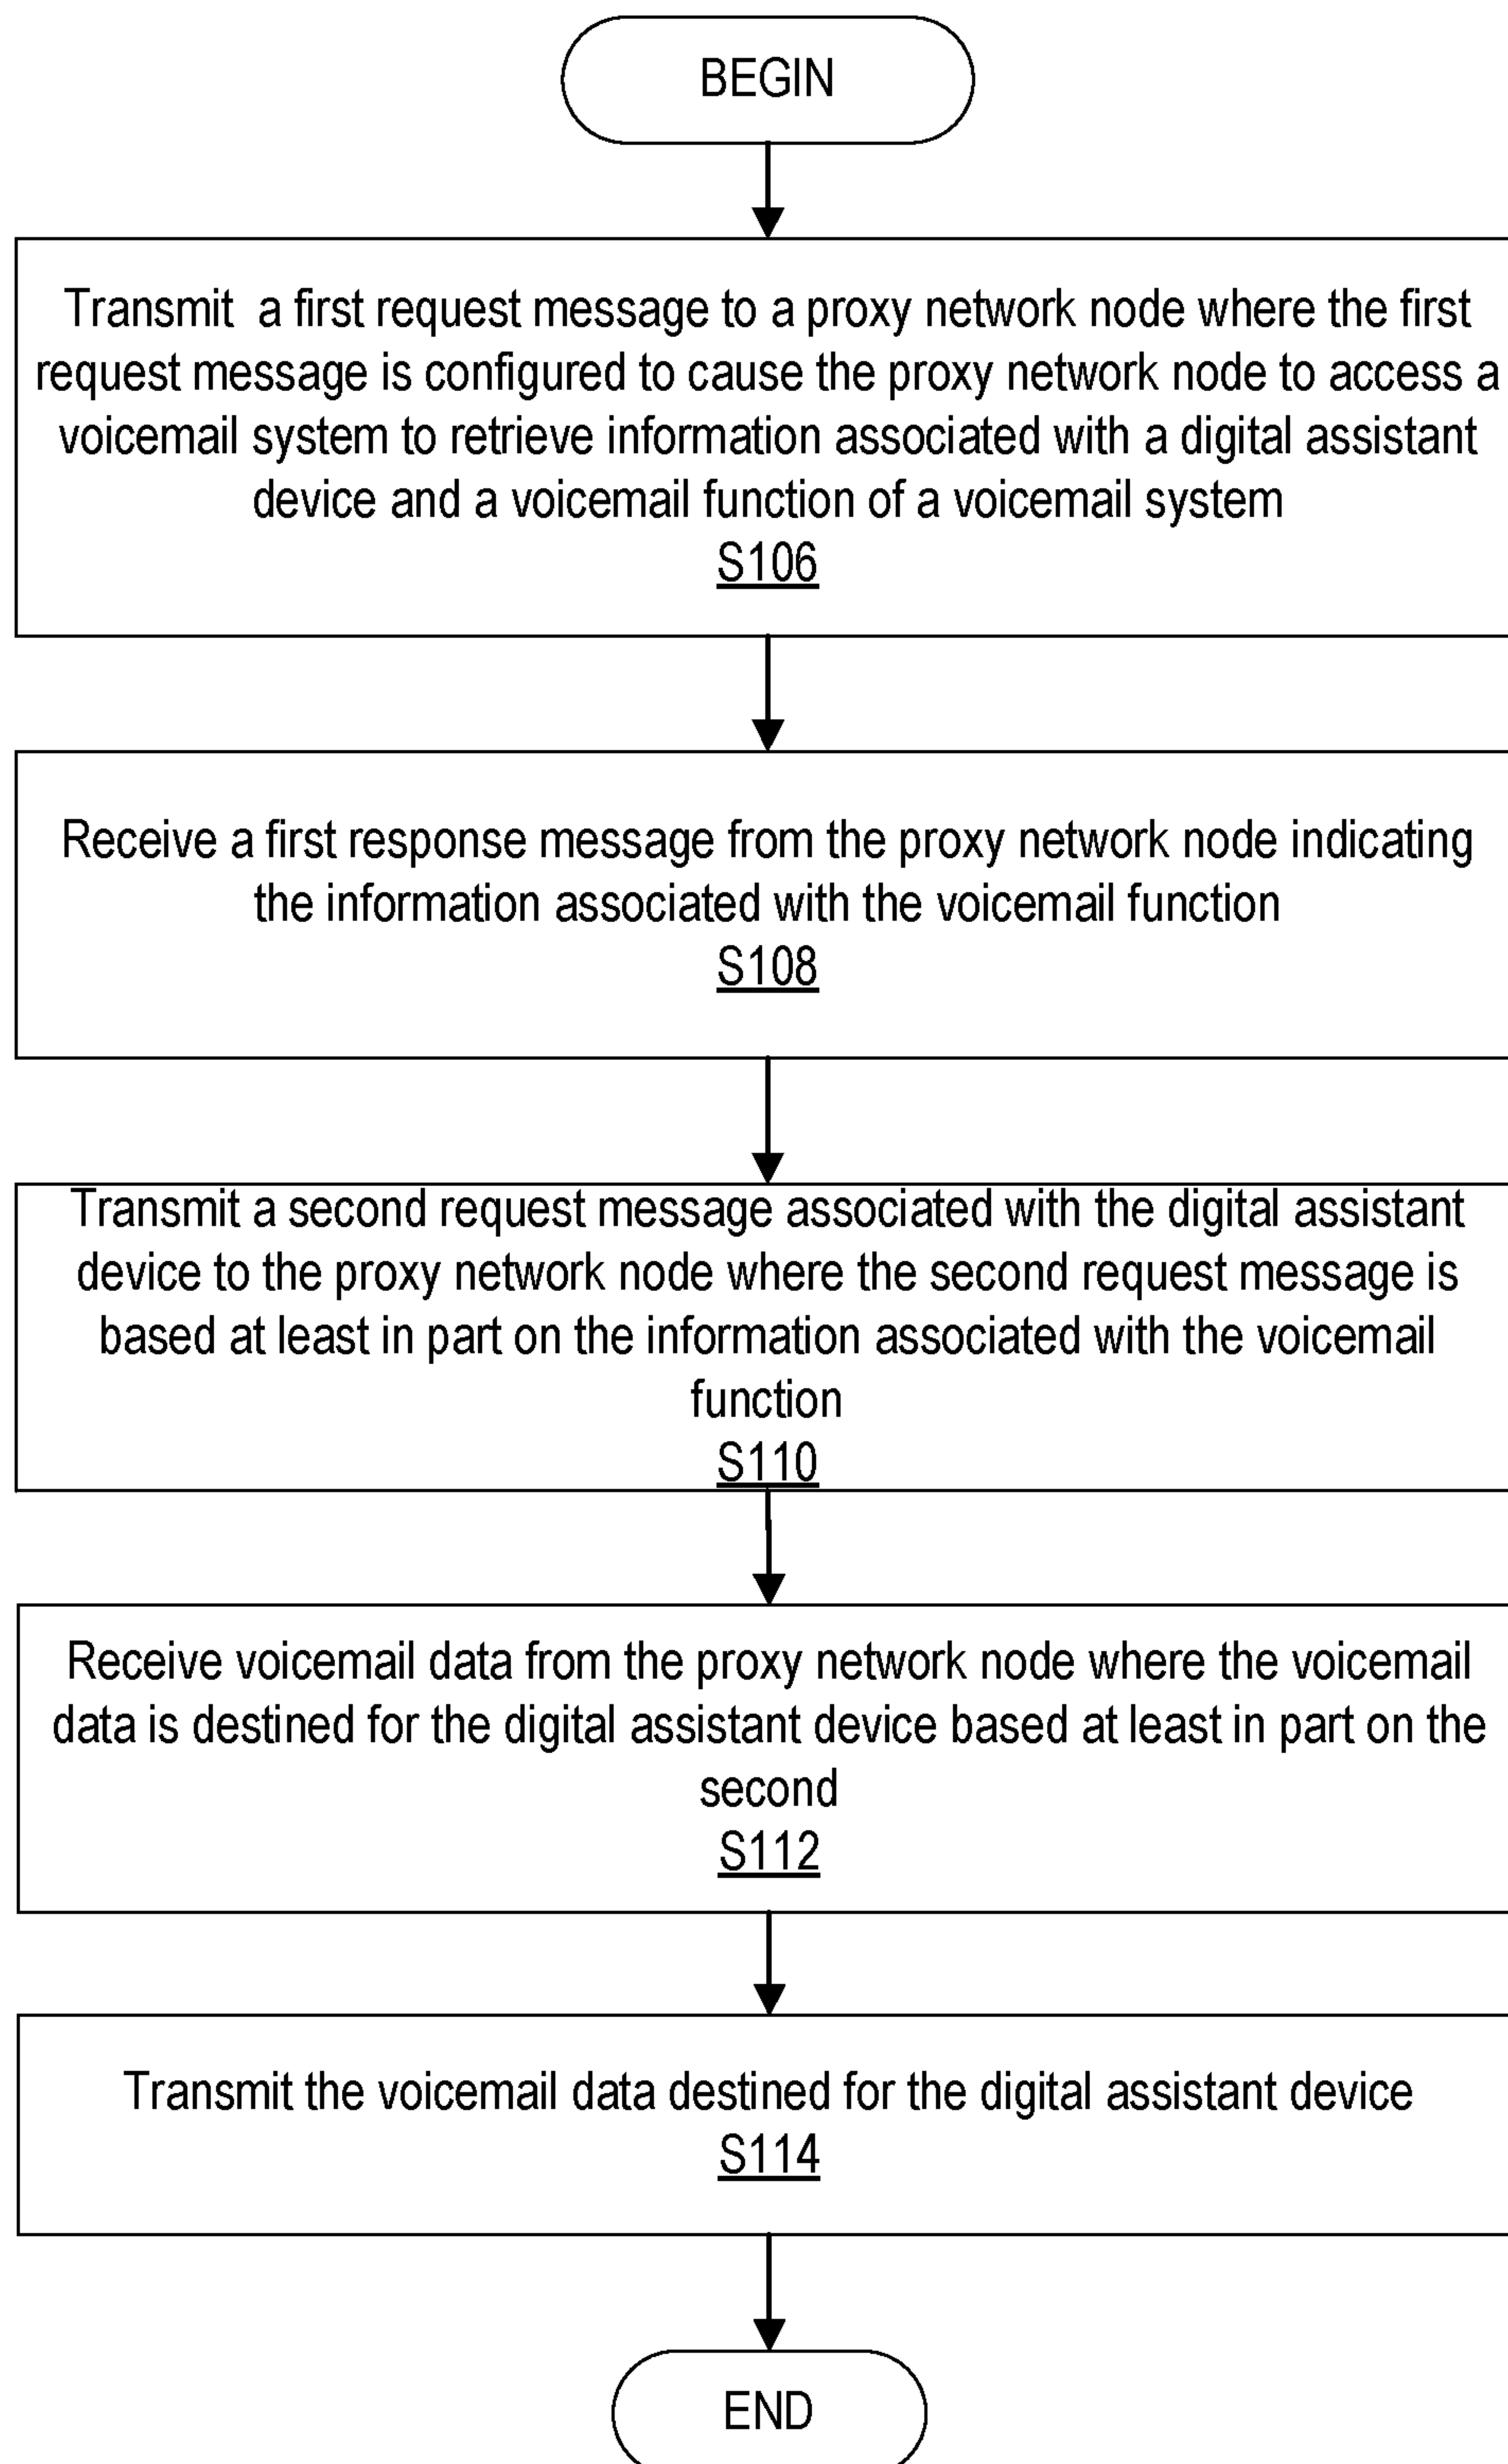 BEGIN
Transmit a first request message to a proxy network node where the first
request message is configured to cause the proxy network node to access a
voicemail system to retrieve information associated with a digital assistant
device and a voicemail function of a voicemail system
S106
Receive a first response message from the proxy network node indicating
the information associated with the voicemail function
S108
Transmit a second request message associated with the digital assistant
device to the proxy network node where the second request message is
based at least in part on the information associated with the voicemail
function
S110
Receive voicemail data from the proxy network node where the voicemail
data is destined for the digital assistant device based at least in part on the
second
S112
Transmit the voicemail data destined for the digital assistant device
S114
END